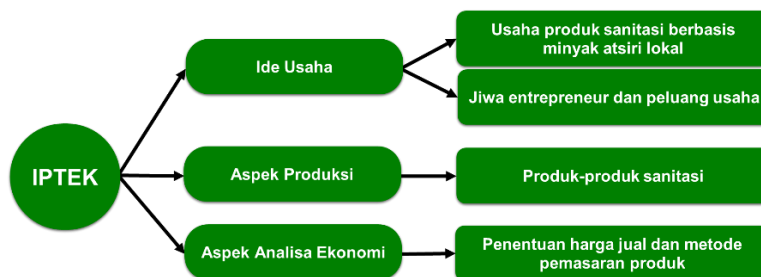 IPTEK
Ide Usaha
Usaha produk sanitasi berbasis
minyak atsiri lokal
Jiwa entrepreneur dan peluang usaha
Aspek Produksi
Produk-produk sanitasi
Aspek Analisa Ekonomi
Penentuan harga jual dan metode
pemasaran produk